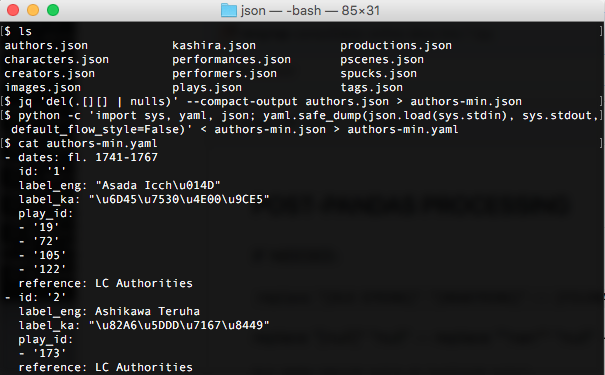 json — -bash — 85×31
[$ ls ]
authors.json kashira.json productions.json
characters.json performances.json pscenes.json
creators.json performers.json spucks.json
images.json plays.json tags.json
[$ jq 'del(.[][] | nulls)' --compact-output authors.json > authors-min.json ]
[$ python -c 'import sys, yaml, json; yaml.safe_dump(json.load(sys.stdin), sys.stdout,]
default_flow_style=False)' < authors-min.json > authors-min.yaml
[$ cat authors-min.yaml ]
- dates: fl. 1741-1767
id: '1'
label_eng: "Asada Icch\u014D"
label_ka: "\u6D45\u7530\u4E00\u9CE5"
play_id:
- '19'
- '72'
- '105'
- '122'
reference: LC Authorities
- id: '2'
label_eng: Ashikawa Teruha
label_ka: "\u82A6\u5DDD\u7167\u8449"
play_id:
- '173'
reference: LC Authorities